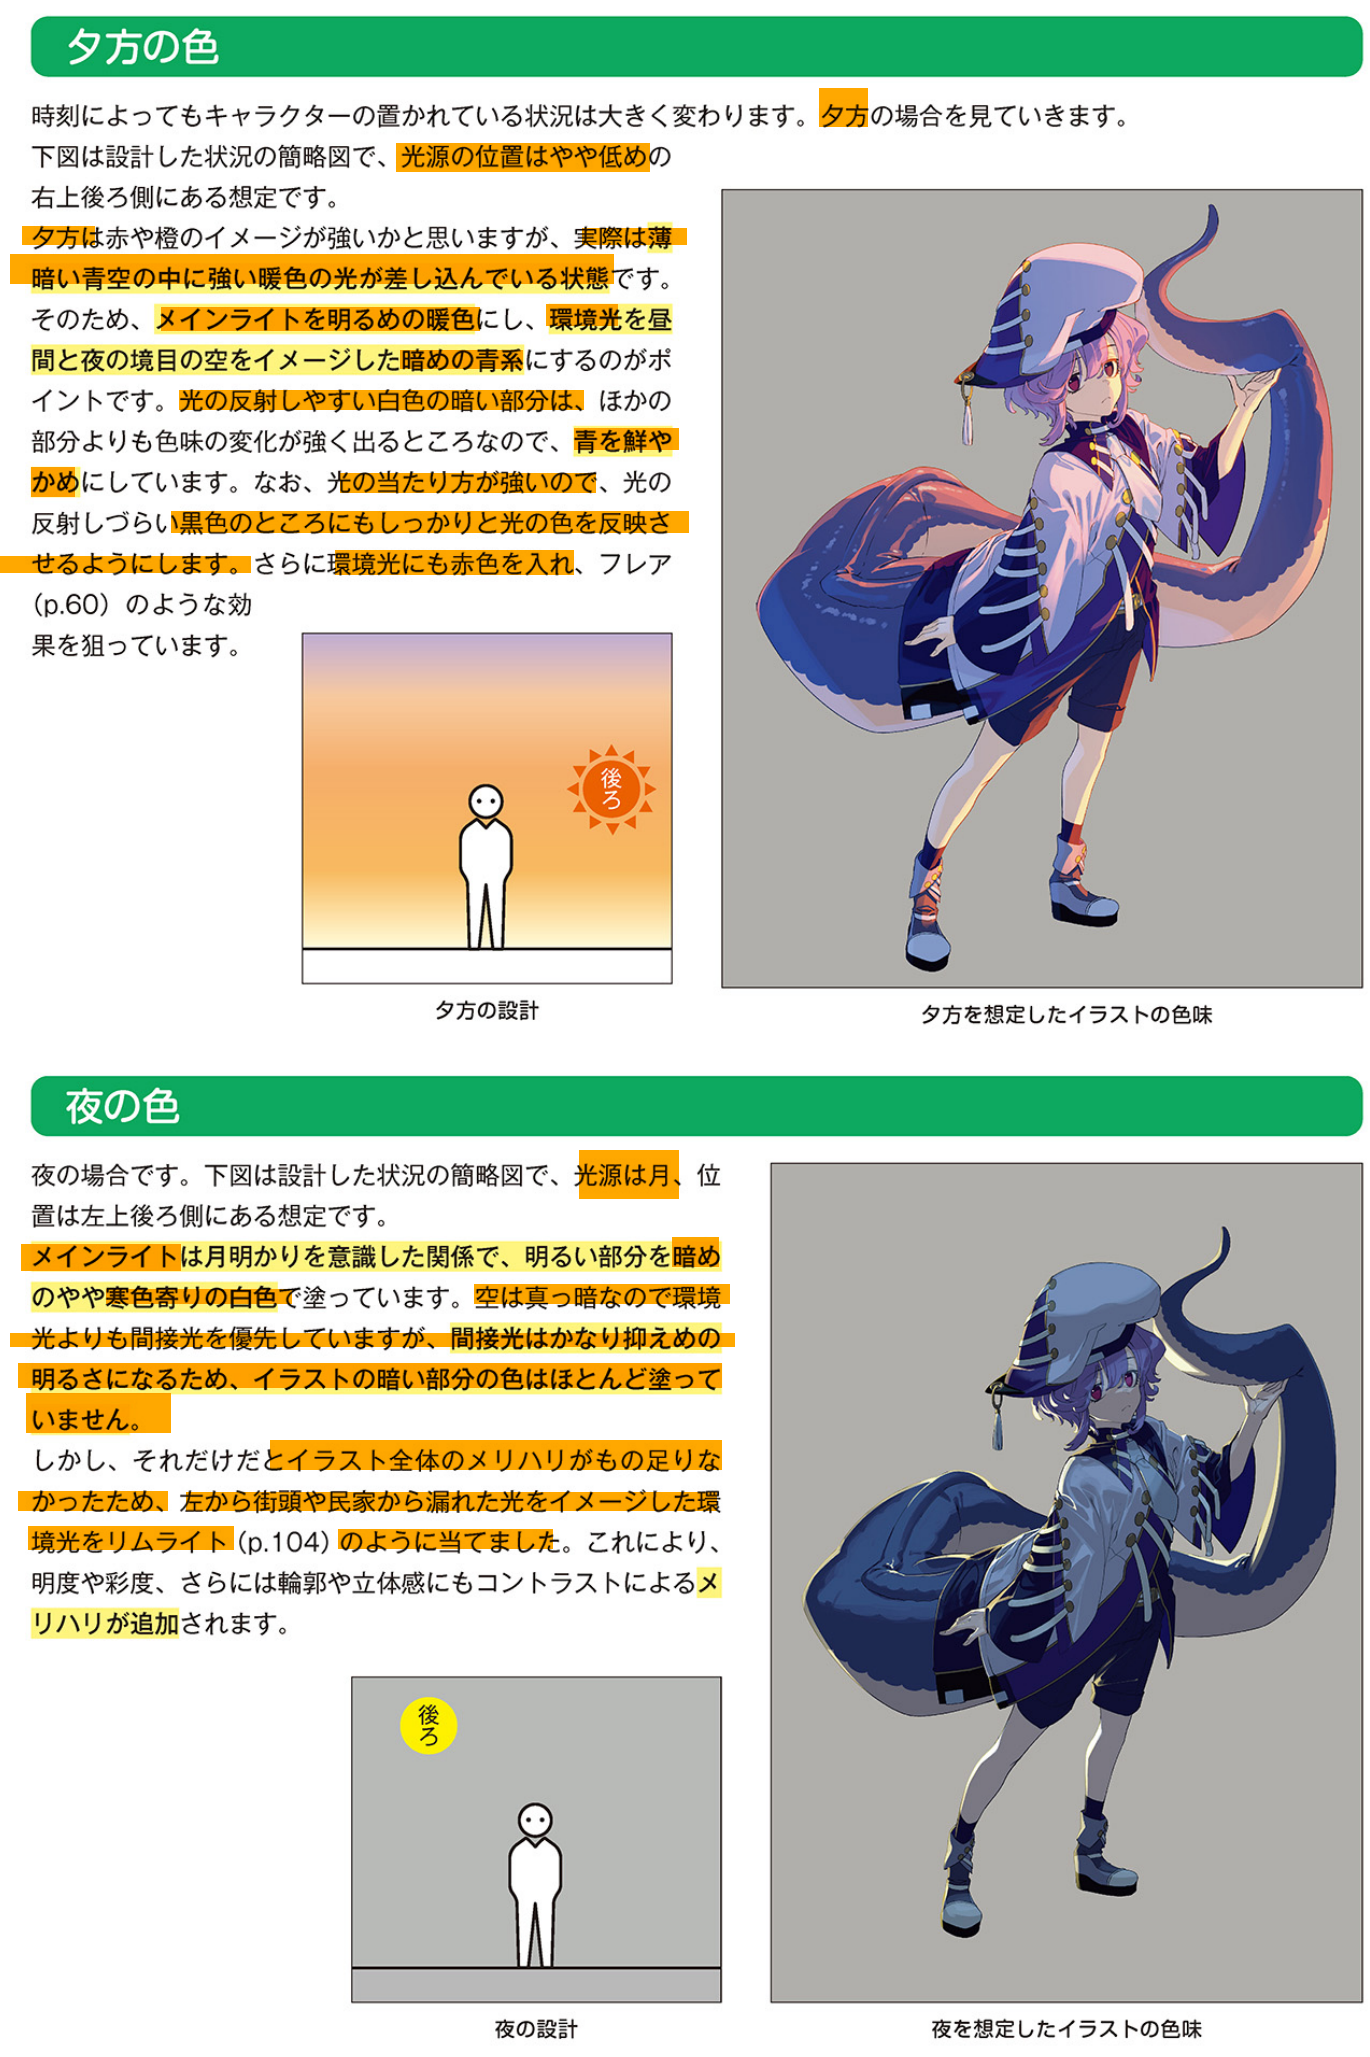 夕方の色
時刻によってもキャラクターの置かれている状況は大きく変わります。夕方の場合を見ていきます。
下図は設計した状況の簡略図で、光源の位置はやや低めの
右上後ろ側にある想定です。
夕方は赤や橙のイメージが強いかと思いますが、実際は薄
暗い青空の中に強い暖色の光が差し込んでいる状態です。
そのため、メインライトを明るめの暖色にし、環境光を昼
間と夜の境目の空をイメージした暗めの青系にするのがポ
イントです。光の反射しやすい白色の暗い部分は、ほかの
部分よりも色味の変化が強く出るところなので、青を鮮や
かめにしています。なお、光の当たり方が強いので、光の
反射しづらい黒色のところにもしっかりと光の色を反映さ
せるようにします。さらに環境光にも赤色を入れ、フレア
(p.60）のような効
果を狙っています。
後ろ
夕方の設計
夕方を想定したイラストの色味
夜の色
夜の場合です。下図は設計した状況の簡略図で、光源は月、位
置は左上後ろ側にある想定です。
メインライトは月明かりを意識した関係で、明るい部分を暗め
のやや寒色寄りの白色で塗っています。空は真っ暗なので環境
光よりも間接光を優先していますが、間接光はかなり抑えめの
明るさになるため、イラストの暗い部分の色はほとんど塗って
いません。
しかし、それだけだとイラスト全体のメリハリがもの足りな
かったため、左から街頭や民家から漏れた光をイメージした環
境光をリムライト(p.104)のように当てました。これにより、
明度や彩度、さらには輪郭や立体感にもコントラストによるメ
リハリが追加されます。
後ろ
夜の設計
夜を想定したイラストの色味